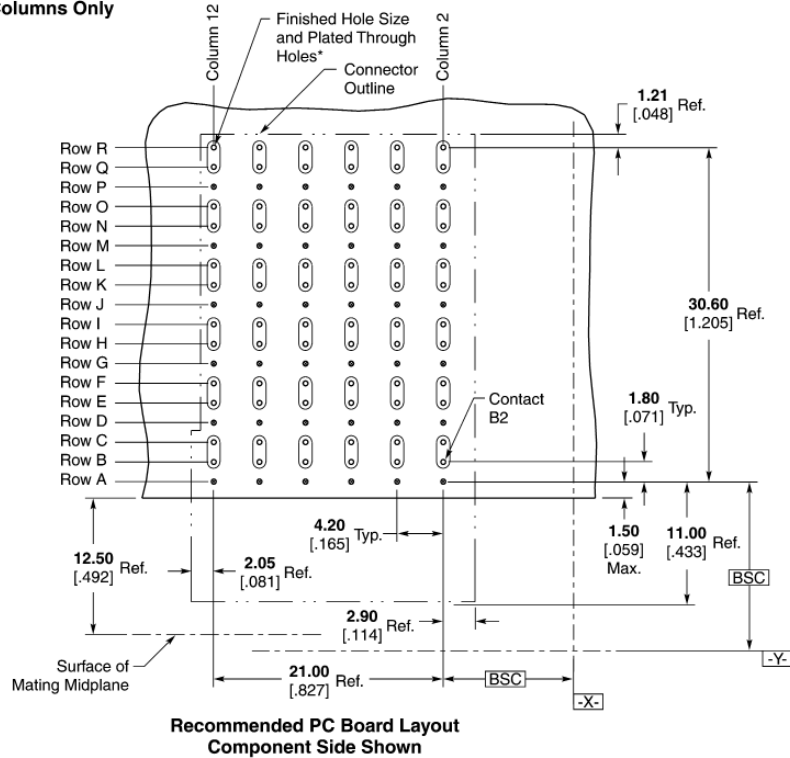 Columns Only
Column 12
Finished Hole Size
and Plated Through
Holes*
Connector
Outline
Column 2
1.21
[.048] Ref.
Row R
Row Q
Row P
Row O
Row N
Row M
Row L
Row K
Row J
Row I
Row H
Row G
Row F
Row E
Row D
Row C
Row B
Row A
30.60
[1.205] Ref.
Contact
B2
1.80
[.071] Typ.
4.20
[.165] Typ.
1.50
[.059]
Max.
11.00
[.433] Ref.
BSC
12.50
[.492] Ref.
2.05
[.081] Ref.
2.90
[.114] Ref.
Surface of
Mating Midplane
21.00
[.827] Ref.
BSC
-Y-
-X-
Recommended PC Board Layout
Component Side Shown